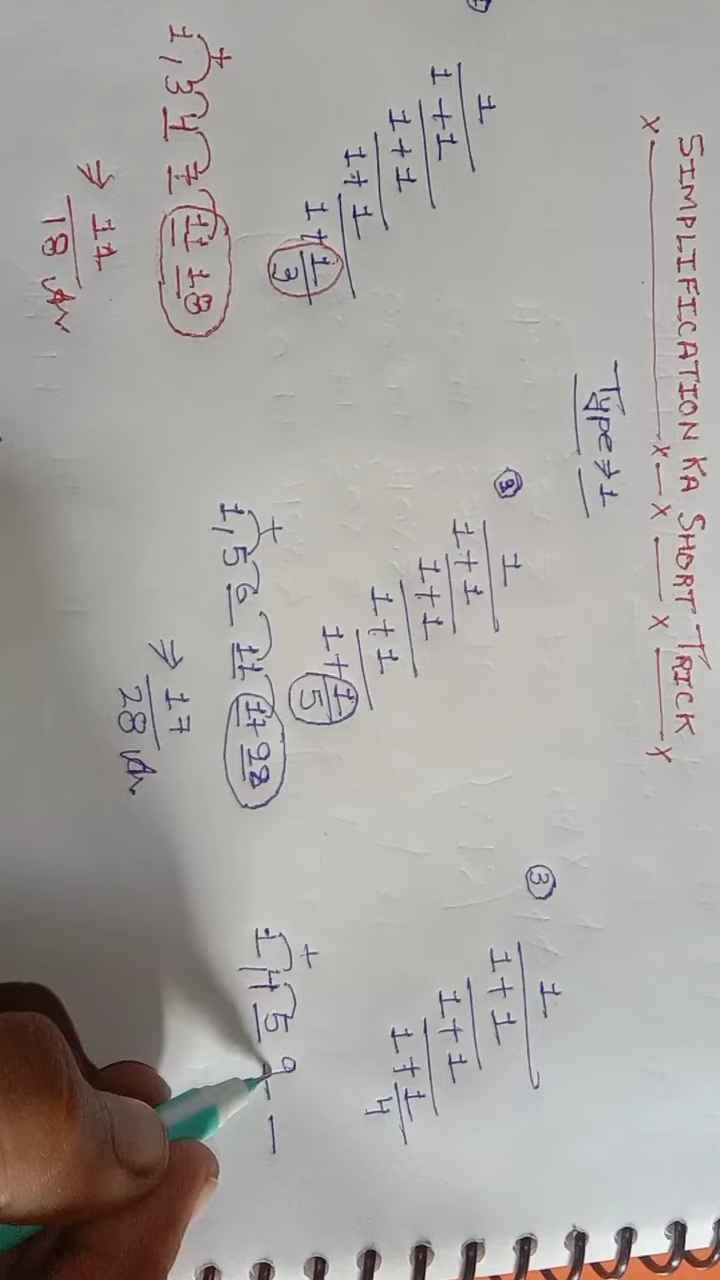 SIMPLIFICATION KA SHORT TRICK
x — x — x — x — x
Type → 1
1
1 + 1
1 + 1
1 + 1
1 + 1/3
1, 3 4 7 11 18
⇒ 11/18 Ans
②
1
1 + 1
1 + 1
1 + 1
1 + 1/5
1, 5 6 11 17 28
⇒ 17/28 Ans
③
1
1 + 1
1 + 1
1 + 1/4
1, 4 5 9